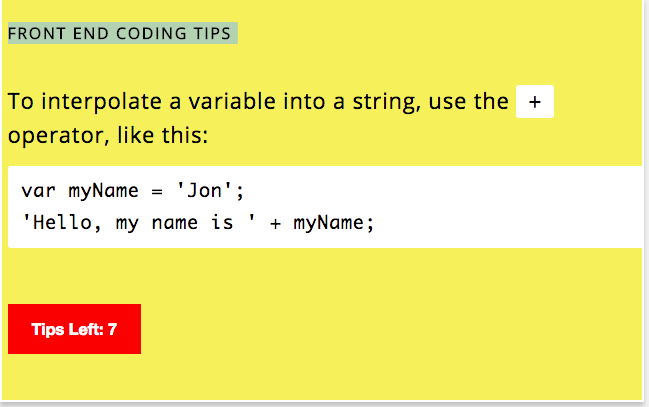 FRONT END CODING TIPS
To interpolate a variable into a string, use the +
operator, like this:
var myName = 'Jon';
'Hello, my name is ' + myName;
Tips Left: 7